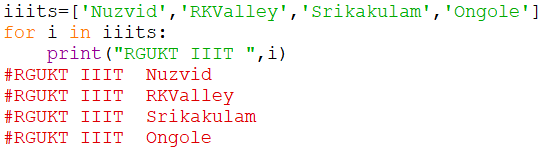 iiits=['Nuzvid','RKValley','Srikakulam','Ongole']
for i in iiits:
    print("RGUKT IIIT ",i)
#RGUKT IIIT  Nuzvid
#RGUKT IIIT  RKValley
#RGUKT IIIT  Srikakulam
#RGUKT IIIT  Ongole